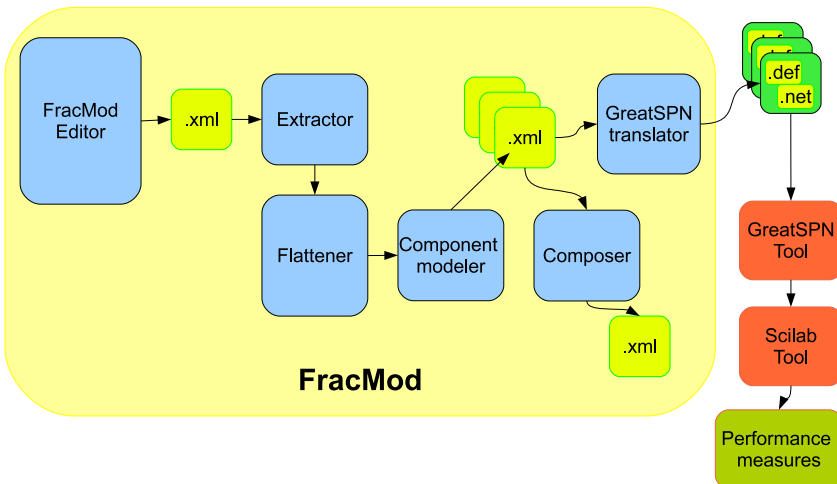 FracMod
Editor
.xml
Extractor
Flattener
Component
modeler
.xml
GreatSPN
translator
Composer
.xml
FracMod
.def
.net
GreatSPN
Tool
Scilab
Tool
Performance
measures